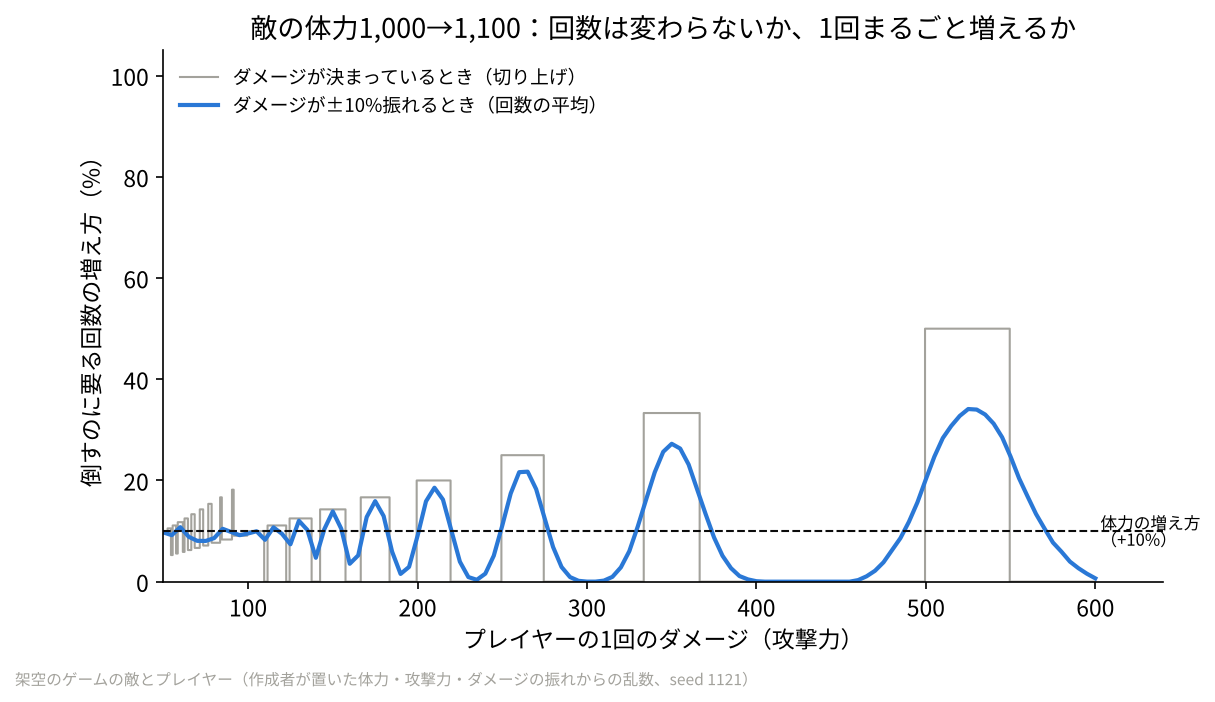 敵の体力1,000→1,100：回数は変わらないか、1回まるごと増えるか
ダメージが決まっているとき（切り上げ）
ダメージが±10%振れるとき（回数の平均）
倒すのに要る回数の増え方（%）
100
80
60
40
20
0
体力の増え方
（+10%）
100
200
300
400
500
600
プレイヤーの1回のダメージ（攻撃力）
架空のゲームの敵とプレイヤー（作成者が置いた体力・攻撃力・ダメージの振れからの乱数、seed 1121）